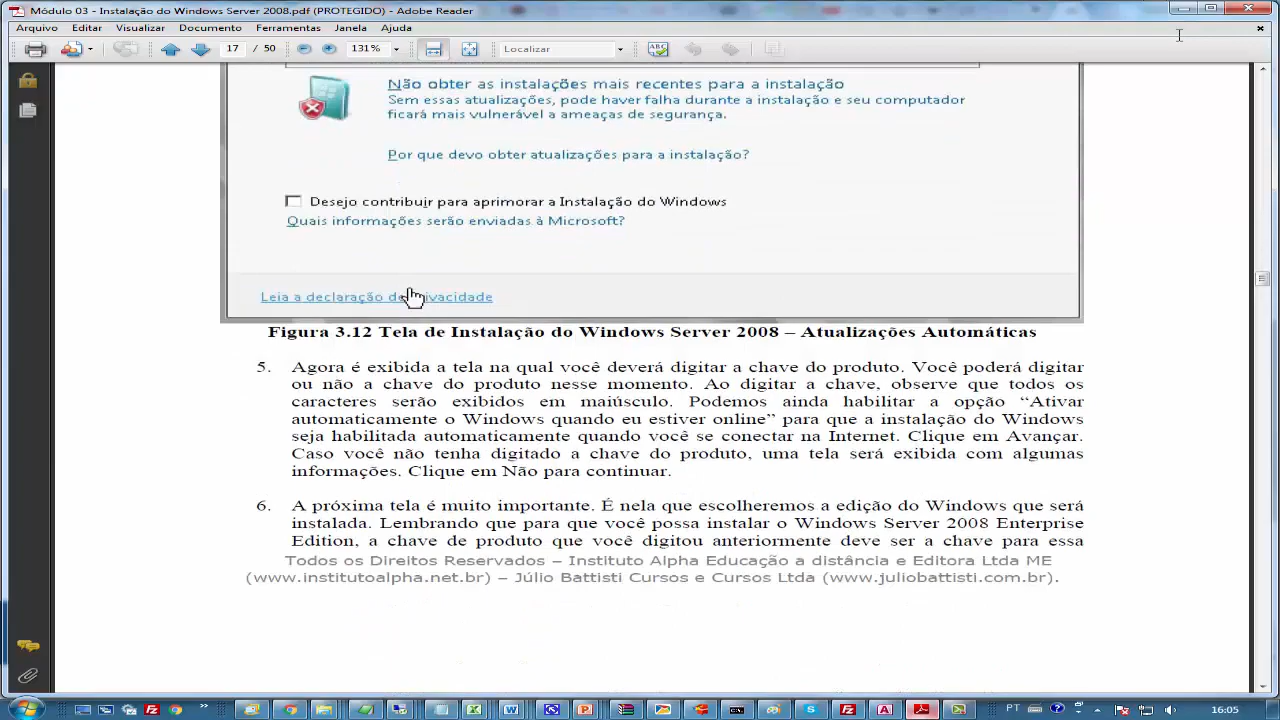 Módulo 03 - Instalação do Windows Server 2008.pdf (PROTEGIDO) - Adobe Reader
Arquivo Editar Visualizar Documento Ferramentas Janela Ajuda
17 / 50 131% Localizar
Não obter as instalações mais recentes para a instalação
Sem essas atualizações, pode haver falha durante a instalação e seu computador
ficará mais vulnerável a ameaças de segurança.
Por que devo obter atualizações para a instalação?
Desejo contribuir para aprimorar a Instalação do Windows
Quais informações serão enviadas à Microsoft?
Leia a declaração de privacidade
Figura 3.12 Tela de Instalação do Windows Server 2008 – Atualizações Automáticas
5. Agora é exibida a tela na qual você deverá digitar a chave do produto. Você poderá digitar
ou não a chave do produto nesse momento. Ao digitar a chave, observe que todos os
caracteres serão exibidos em maiúsculo. Podemos ainda habilitar a opção “Ativar
automaticamente o Windows quando eu estiver online” para que a instalação do Windows
seja habilitada automaticamente quando você se conectar na Internet. Clique em Avançar.
Caso você não tenha digitado a chave do produto, uma tela será exibida com algumas
informações. Clique em Não para continuar.
6. A próxima tela é muito importante. É nela que escolheremos a edição do Windows que será
instalada. Lembrando que para que você possa instalar o Windows Server 2008 Enterprise
Edition, a chave de produto que você digitou anteriormente deve ser a chave para essa
Todos os Direitos Reservados – Instituto Alpha Educação a distância e Editora Ltda ME
(www.institutoalpha.net.br) – Júlio Battisti Cursos e Cursos Ltda (www.juliobattisti.com.br).
PT 16:05